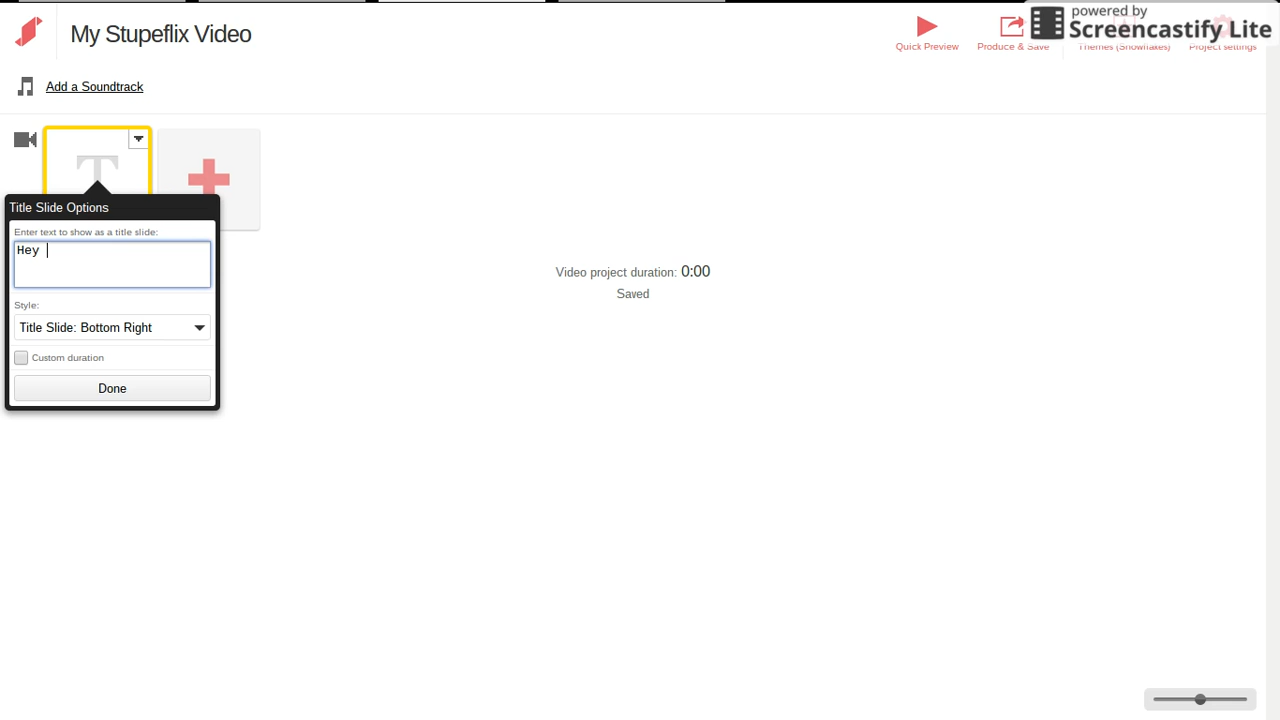 powered by
Screencastify Lite
My Stupeflix Video
Quick Preview
Produce & Save
Themes (Snowflakes)
Project settings
Add a Soundtrack
T
Title Slide Options
Enter text to show as a title slide:
Hey
Style:
Title Slide: Bottom Right
Custom duration
Done
Video project duration: 0:00
Saved